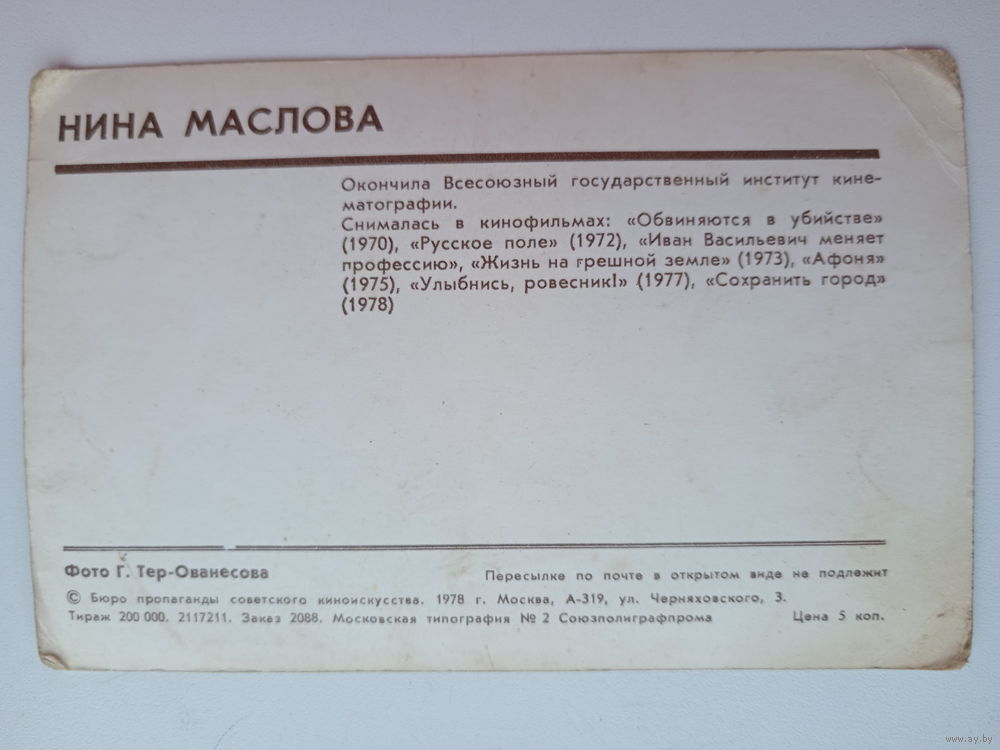 НИНА МАСЛОВА
Окончила Всесоюзный государственный институт кине-
матографии.
Снималась в кинофильмах: «Обвиняются в убийстве»
(1970), «Русское поле» (1972), «Иван Васильевич меняет
профессию», «Жизнь на грешной земле» (1973), «Афоня»
(1975), «Улыбнись, ровесник!» (1977), «Сохранить город»
(1978)
Фото Г. Тер-Ованесова
Пересылке по почте в открытом виде не подлежит
© Бюро пропаганды советского киноискусства. 1978 г. Москва, А-319, ул. Черняховского, 3.
Тираж 200 000. 2117211. Заказ 2088. Московская типография № 2 Союзполиграфпрома Цена 5 коп.
www.ay.by